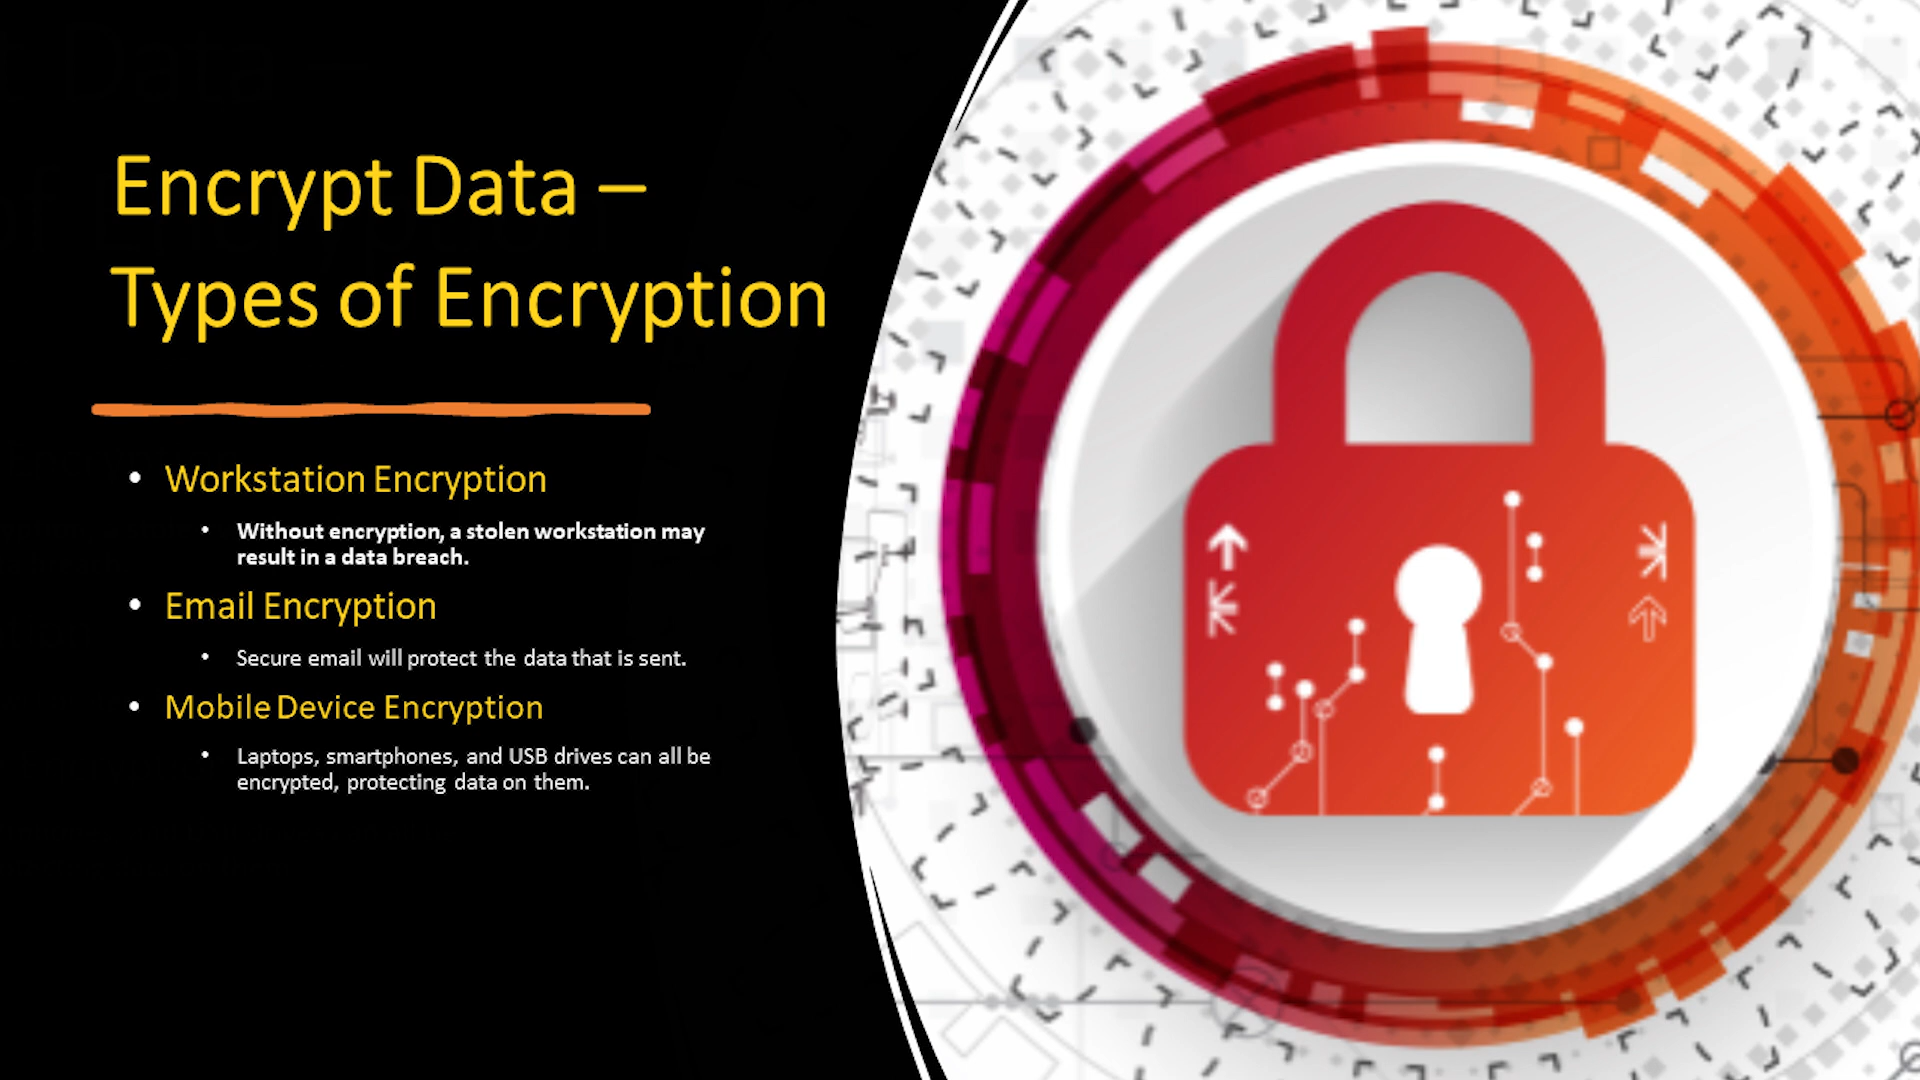 Encrypt Data –
Types of Encryption
• Workstation Encryption
• Without encryption, a stolen workstation may
result in a data breach.
• Email Encryption
• Secure email will protect the data that is sent.
• Mobile Device Encryption
• Laptops, smartphones, and USB drives can all be
encrypted, protecting data on them.